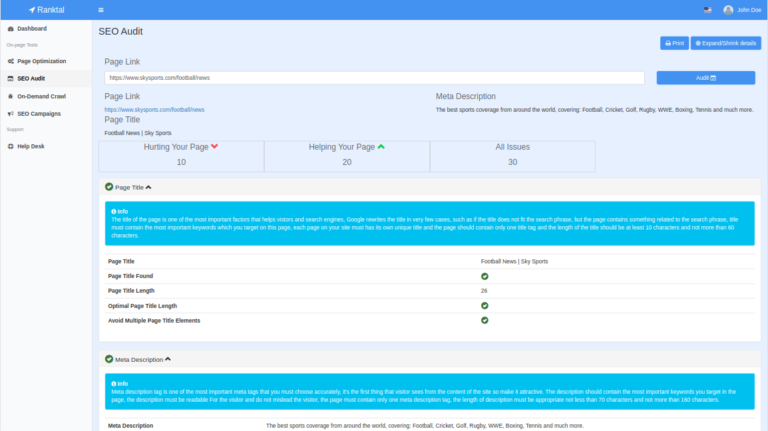 Ranktal
John Doe
Dashboard
On-page Tools
Page Optimization
SEO Audit
On-Demand Crawl
SEO Campaigns
Support
Help Desk
SEO Audit
Print
Expand/Shrink details
Page Link
https://www.skysports.com/football/news
Audit
Page Link
Meta Description
https://www.skysports.com/football/news
The best sports coverage from around the world, covering: Football, Cricket, Golf, Rugby, WWE, Boxing, Tennis and much more.
Page Title
Football News | Sky Sports
Hurting Your Page
Helping Your Page
All Issues
10
20
30
Page Title
Info
The title of the page is one of the most important factors that helps vistors and search engines, Google rewrites the title in very few cases, such as if the title does not fit the search phrase, but the page contains something related to the search phrase, title
must contain the most important keywords which you target on this page, each page on your site must has its own unique title and the page should contain only one title tag and the length of the title should be at least 10 characters and not more than 60
characters.
Page Title
Football News | Sky Sports
Page Title Found
Page Title Length
26
Optimal Page Title Length
Avoid Multiple Page Title Elements
Meta Description
Info
Meta description tag is one of the most important meta tags that you must choose accurately, it's the first thing that visitor sees from the content of the site so make it attractive. The description should contain the most important keywords you target in the
page, the description must be readable For the visitor and do not mislead the visitor, the page must contain only one meta description tag, the length of description must be appropriate not less than 70 characters and not more than 160 characters.
Meta Description
The best sports coverage from around the world, covering: Football, Cricket, Golf, Rugby, WWE, Boxing, Tennis and much more.